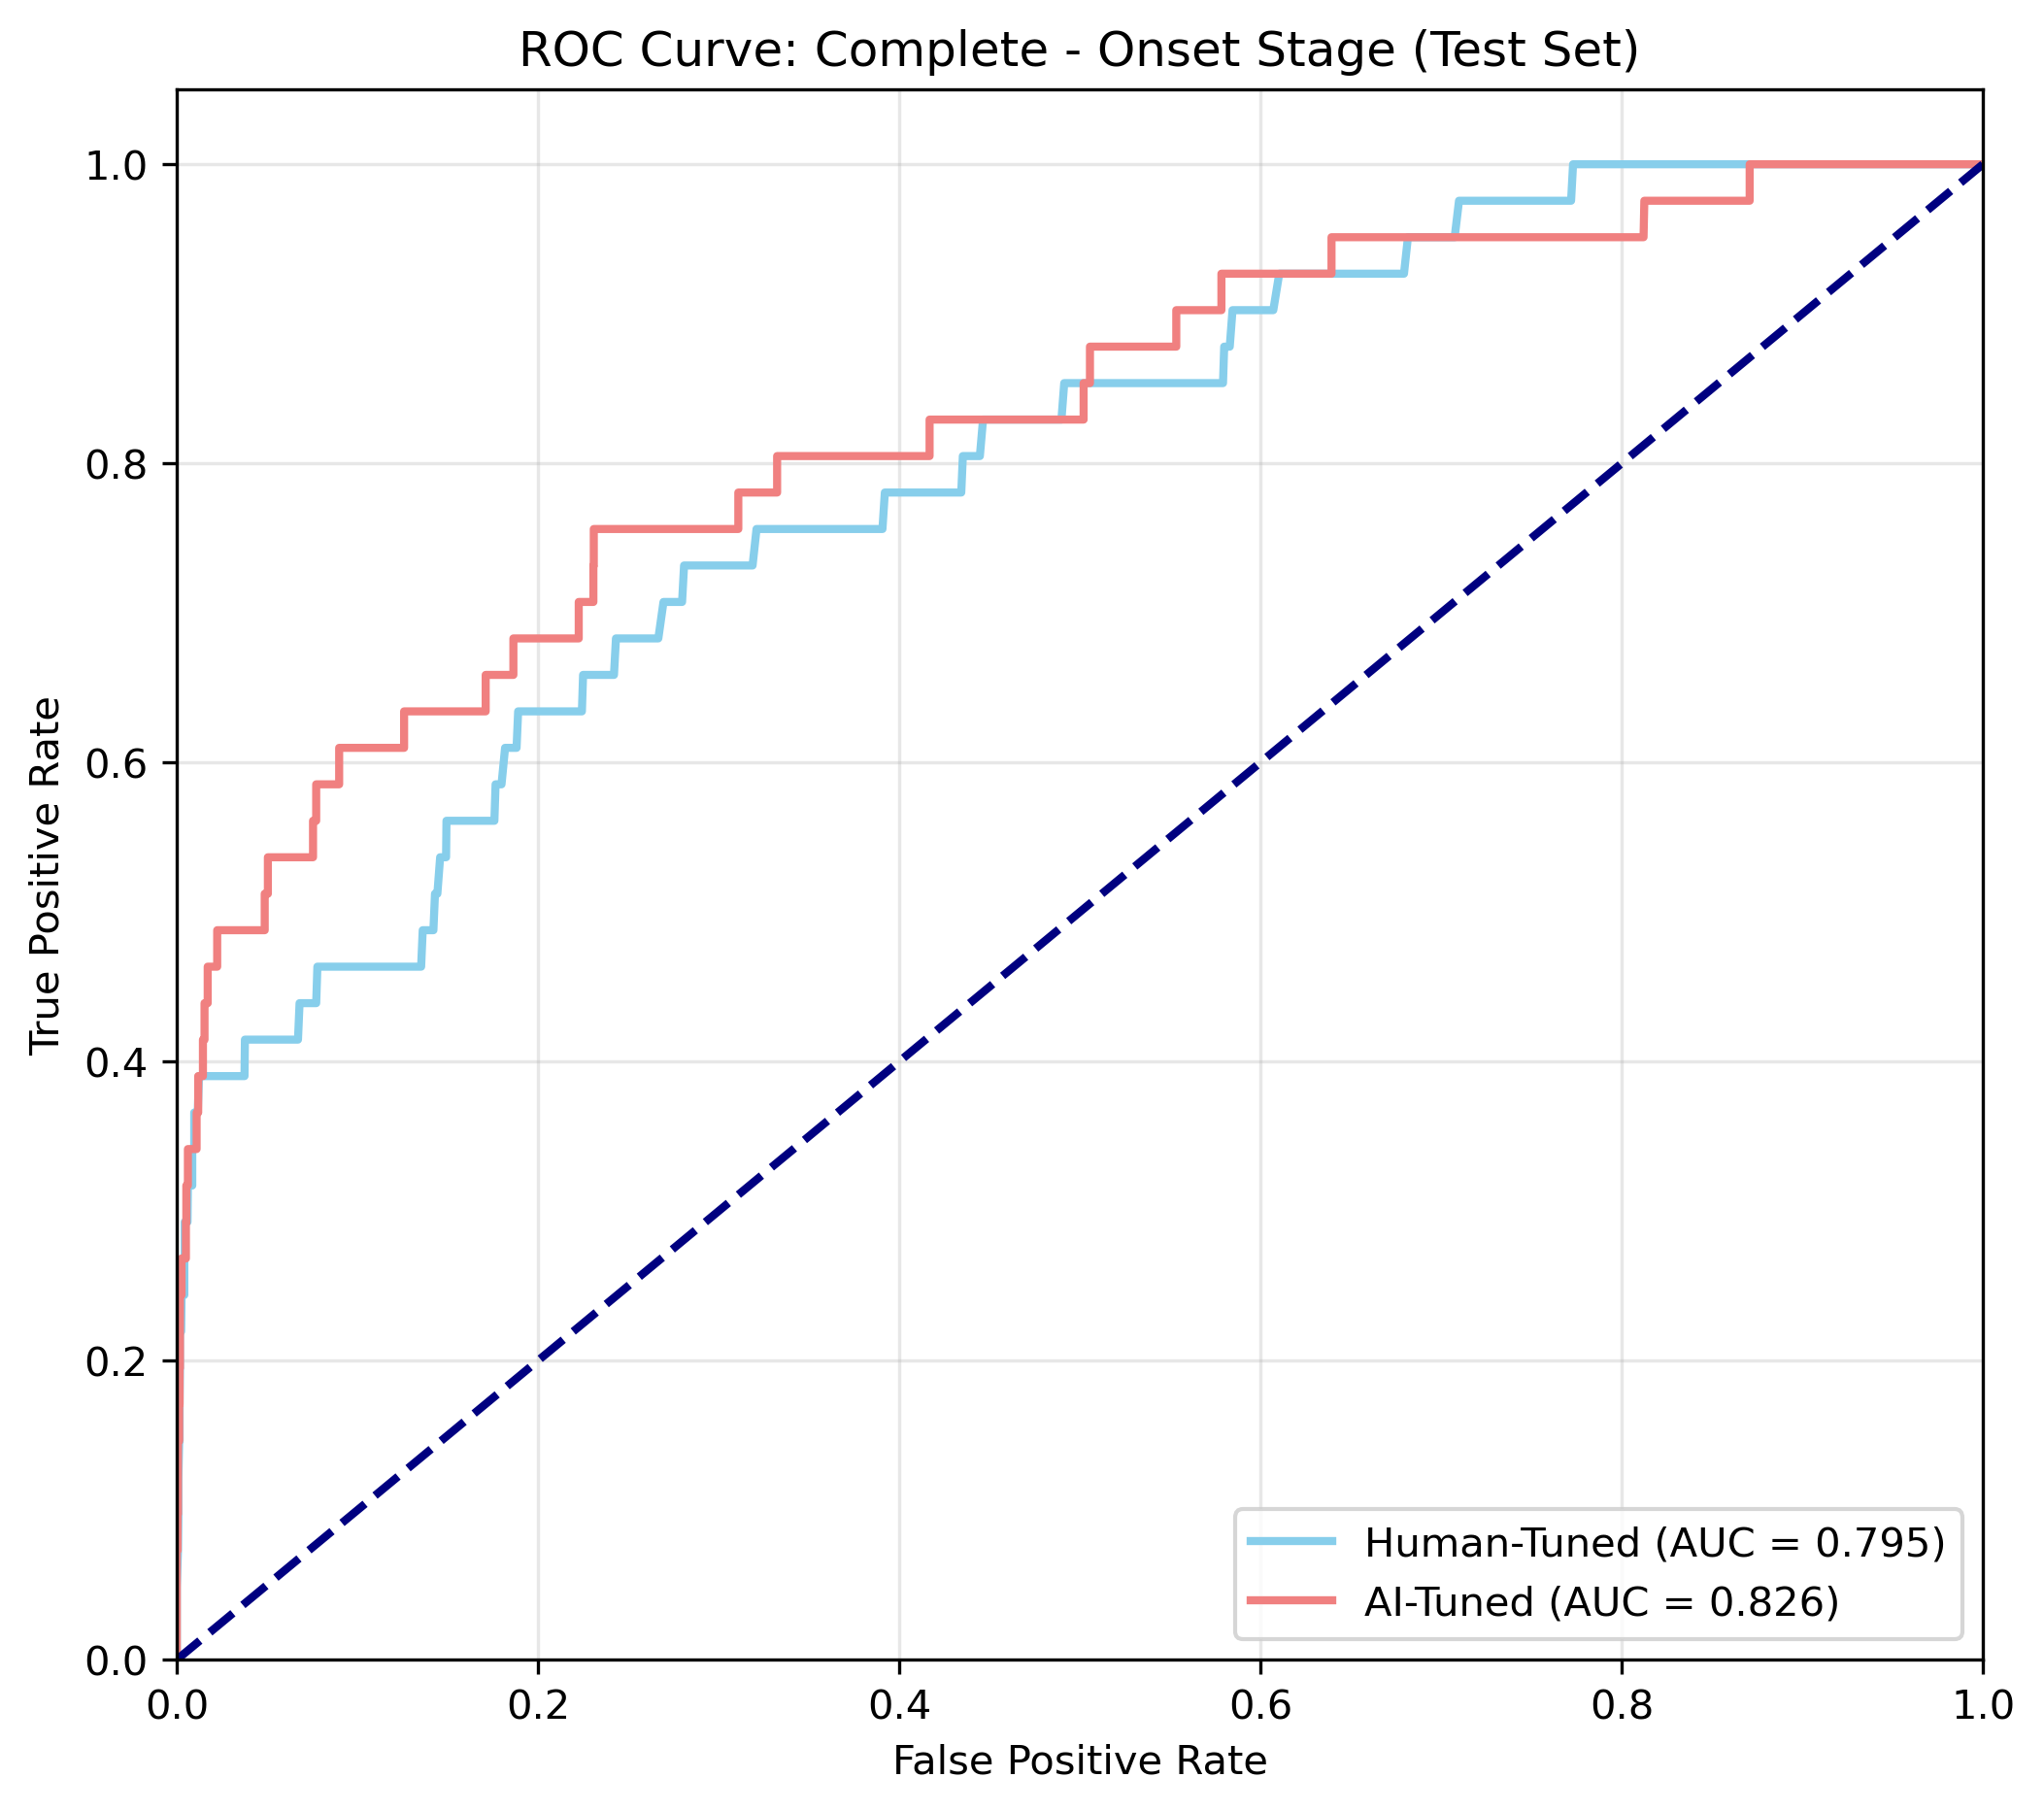 ROC Curve: Complete - Onset Stage (Test Set)
1.0
0.8
0.6
0.4
0.2
0.0
True Positive Rate
Human-Tuned (AUC = 0.795)
AI-Tuned (AUC = 0.826)
0.0 0.2 0.4 0.6 0.8 1.0
False Positive Rate